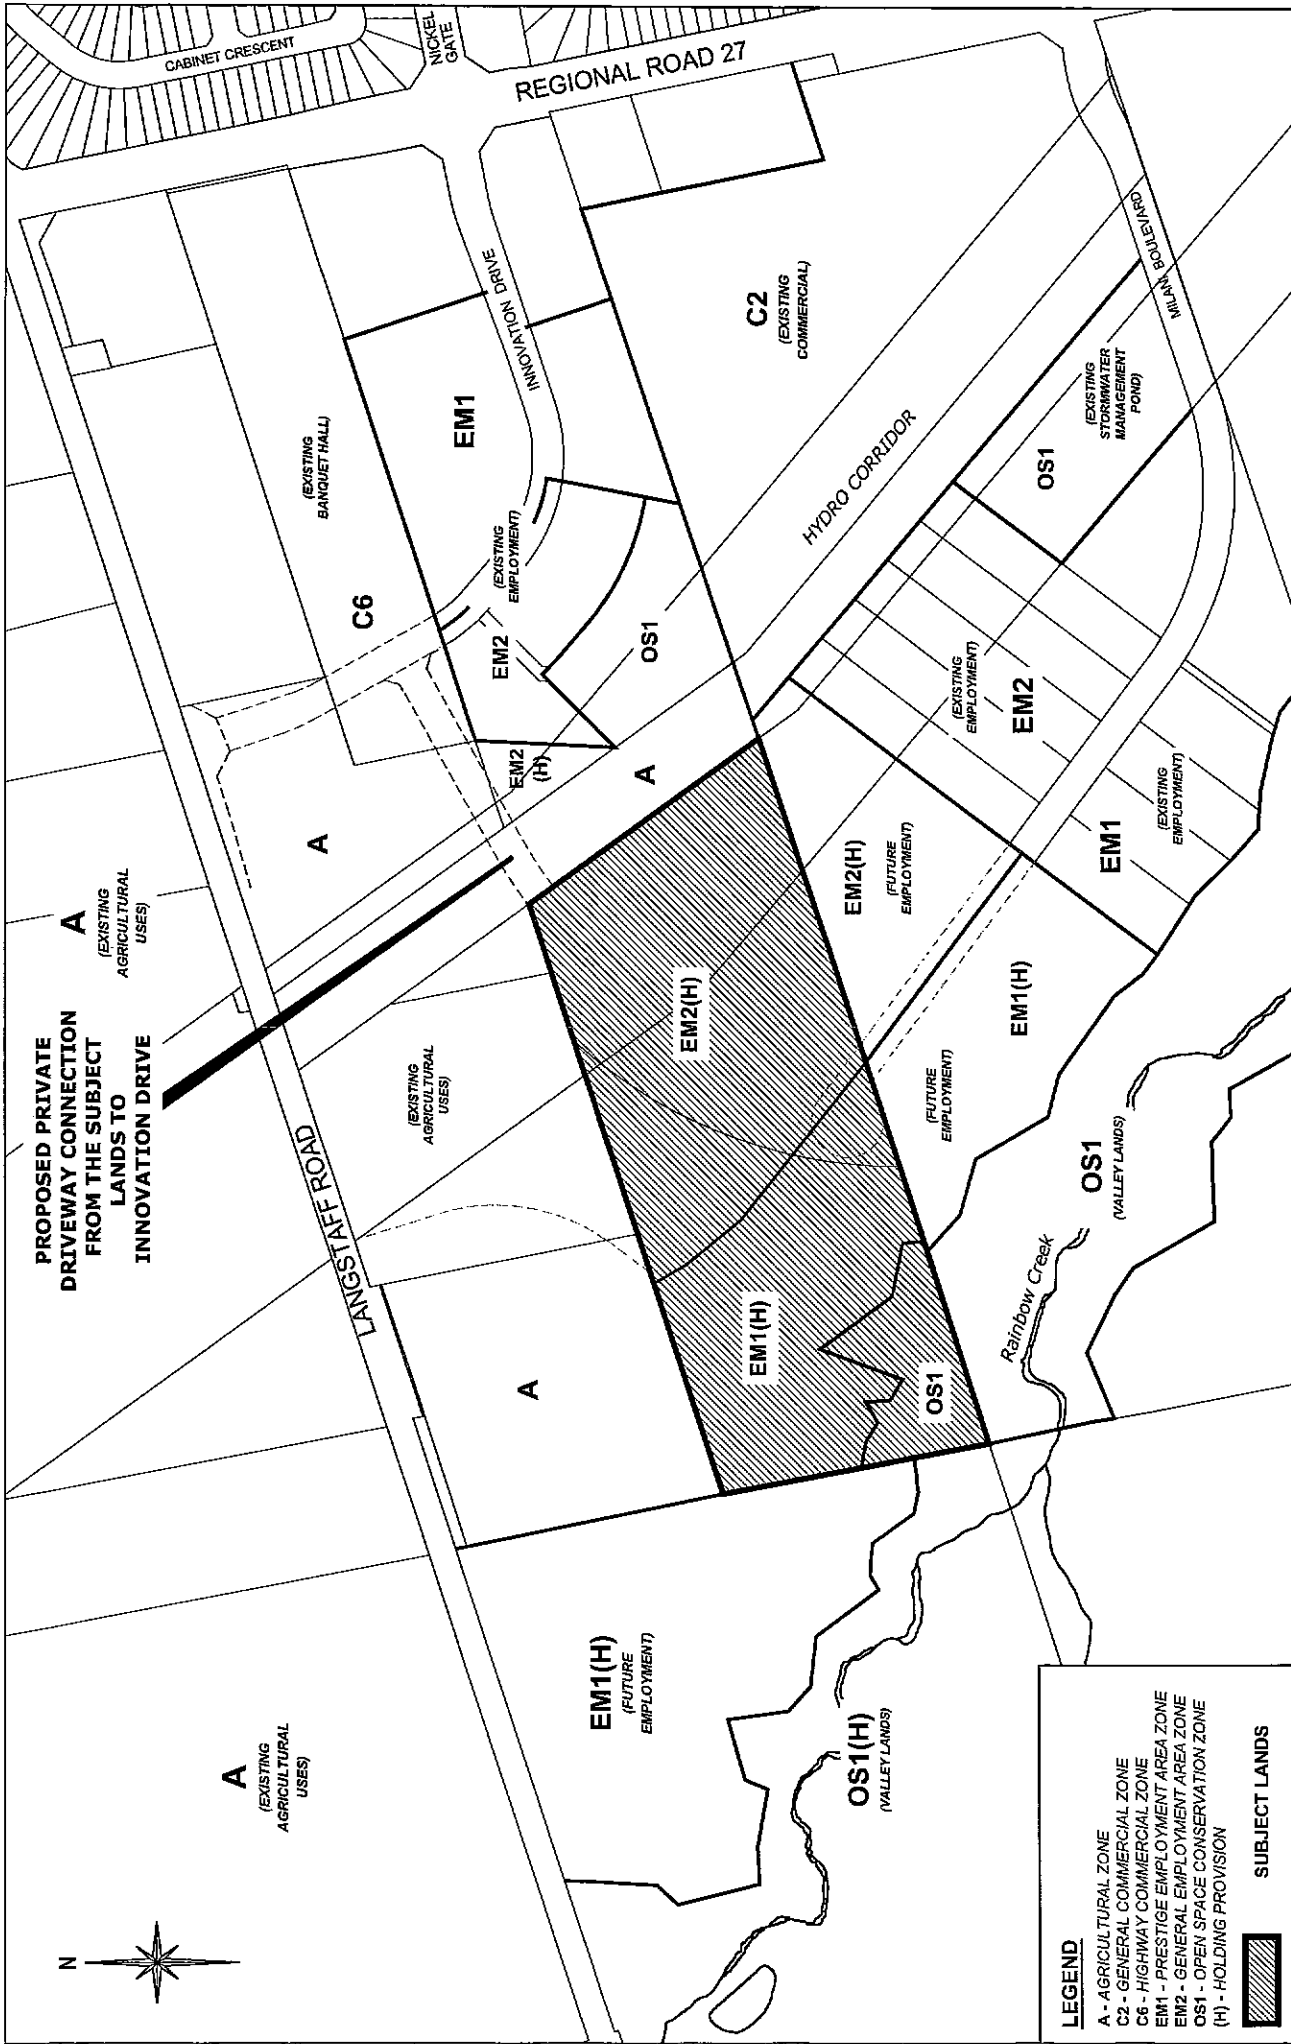 N
PROPOSED PRIVATE
DRIVEWAY CONNECTION
FROM THE SUBJECT
LANDS TO
INNOVATION DRIVE
A
(EXISTING
AGRICULTURAL
USES)
A
(EXISTING
AGRICULTURAL
USES)
CABINET CRESCENT
NICKEL
GATE
REGIONAL ROAD 27
LANGSTAFF ROAD
(EXISTING
BANQUET HALL)
C6
A
INNOVATION DRIVE
EM1
(EXISTING
EMPLOYMENT)
EM2
EM2
(H)
OS1
A
C2
(EXISTING
COMMERCIAL)
HYDRO CORRIDOR
MILANI BOULEVARD
(EXISTING
STORMWATER
MANAGEMENT
POND)
OS1
(EXISTING
EMPLOYMENT)
EM2
EM1
(EXISTING
EMPLOYMENT)
EM2(H)
(FUTURE
EMPLOYMENT)
EM1(H)
(FUTURE
EMPLOYMENT)
(EXISTING
AGRICULTURAL
USES)
A
EM2(H)
EM1(H)
OS1
OS1
(VALLEY LANDS)
Rainbow Creek
EM1(H)
(FUTURE
EMPLOYMENT)
OS1(H)
(VALLEY LANDS)
LEGEND
A - AGRICULTURAL ZONE
C2 - GENERAL COMMERCIAL ZONE
C6 - HIGHWAY COMMERCIAL ZONE
EM1 - PRESTIGE EMPLOYMENT AREA ZONE
EM2 - GENERAL EMPLOYMENT AREA ZONE
OS1 - OPEN SPACE CONSERVATION ZONE
(H) - HOLDING PROVISION
SUBJECT LANDS